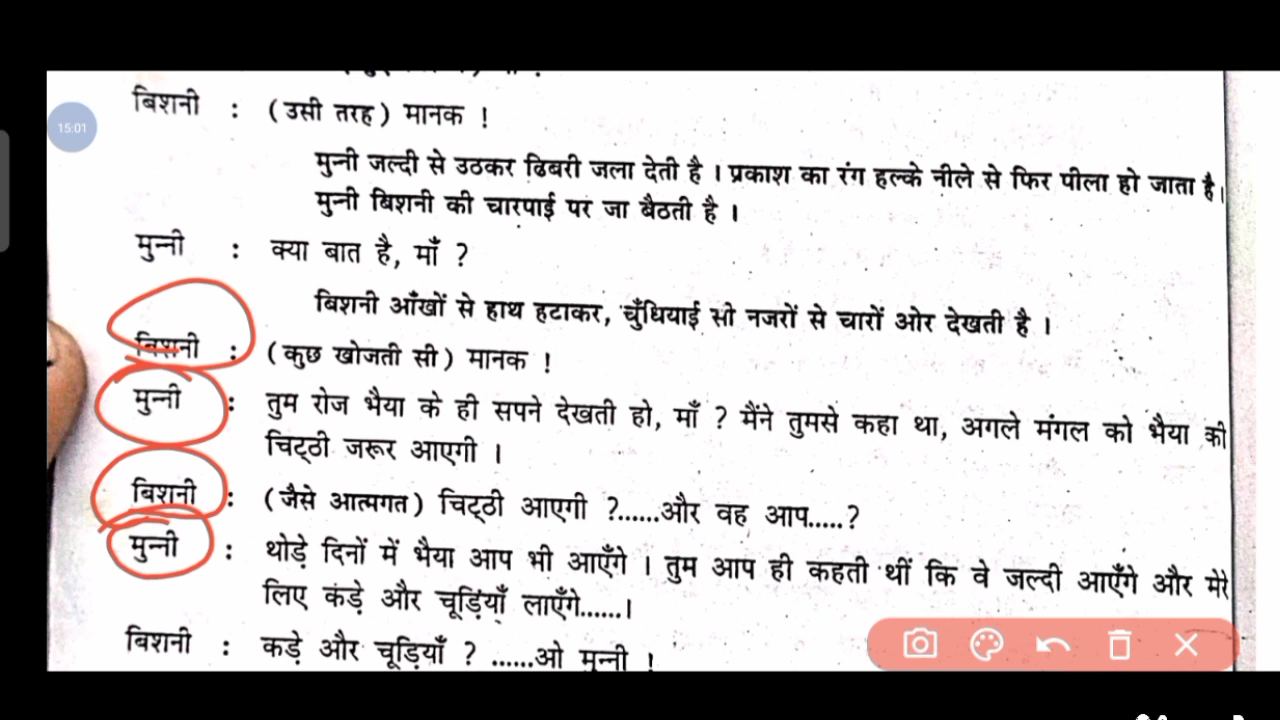 15:01
बिशनी : (उसी तरह) मानक !
मुन्नी जल्दी से उठकर ढिबरी जला देती है । प्रकाश का रंग हल्के नीले से फिर पीला हो जाता है।
मुन्नी बिशनी की चारपाई पर जा बैठती है ।
मुन्नी : क्या बात है, माँ ?
बिशनी आँखों से हाथ हटाकर, चुँधियाई सो नजरों से चारों ओर देखती है ।
बिशनी : (कुछ खोजती सी) मानक !
मुन्नी : तुम रोज भैया के ही सपने देखती हो, माँ ? मैंने तुमसे कहा था, अगले मंगल को भैया की
चिट्ठी जरूर आएगी ।
बिशनी : (जैसे आत्मगत) चिट्ठी आएगी ?......और वह आप.....?
मुन्नी : थोड़े दिनों में भैया आप भी आएँगे । तुम आप ही कहती थीं कि वे जल्दी आएँगे और मेरे
लिए कंड़े और चूड़ियाँ लाएँगे......।
बिशनी : कड़े और चूड़ियाँ ? ......ओ मुन्नी !